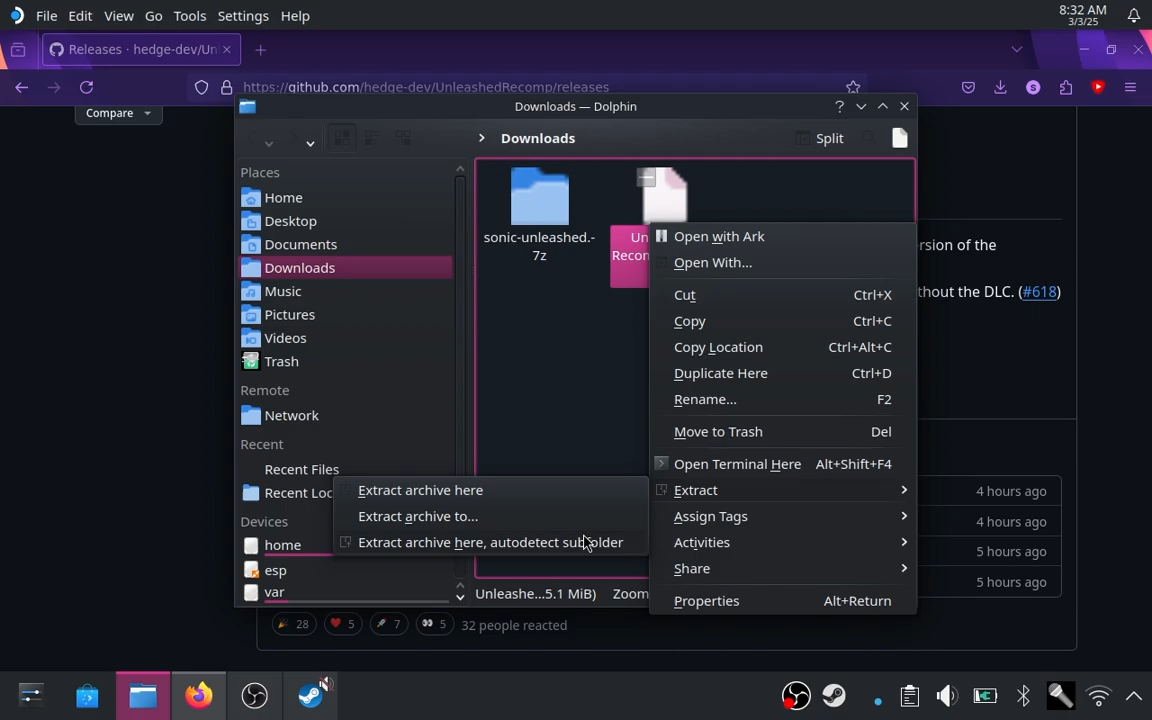 File Edit View Go Tools Settings Help
8:32 AM
3/3/25
Releases · hedge-dev/Un
https://github.com/hedge-dev/UnleashedRecomp/releases
Compare
Downloads — Dolphin
Downloads
Split
Places
Home
Desktop
Documents
Downloads
Music
Pictures
Videos
Trash
Remote
Network
Recent
Recent Files
Recent Loc
Devices
home
esp
var
sonic-unleashed.-
7z
Un
Recom
Open with Ark
Open With...
Cut Ctrl+X
Copy Ctrl+C
Copy Location Ctrl+Alt+C
Duplicate Here Ctrl+D
Rename... F2
Move to Trash Del
Open Terminal Here Alt+Shift+F4
Extract
Assign Tags
Activities
Share
Properties Alt+Return
Extract archive here
Extract archive to...
Extract archive here, autodetect subfolder
Unleashe...5.1 MiB) Zoom
rsion of the
thout the DLC. (#618)
4 hours ago
4 hours ago
5 hours ago
5 hours ago
28 5 7 5 32 people reacted